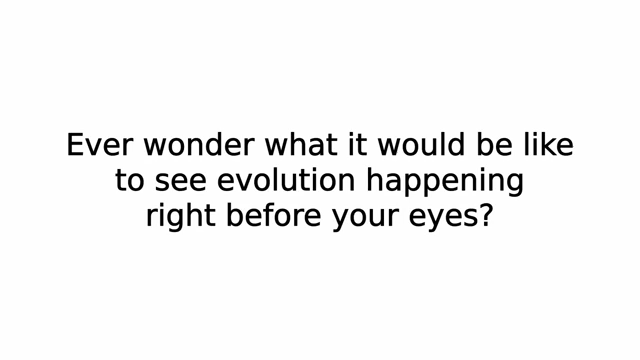 Ever wonder what it would be like
to see evolution happening
right before your eyes?